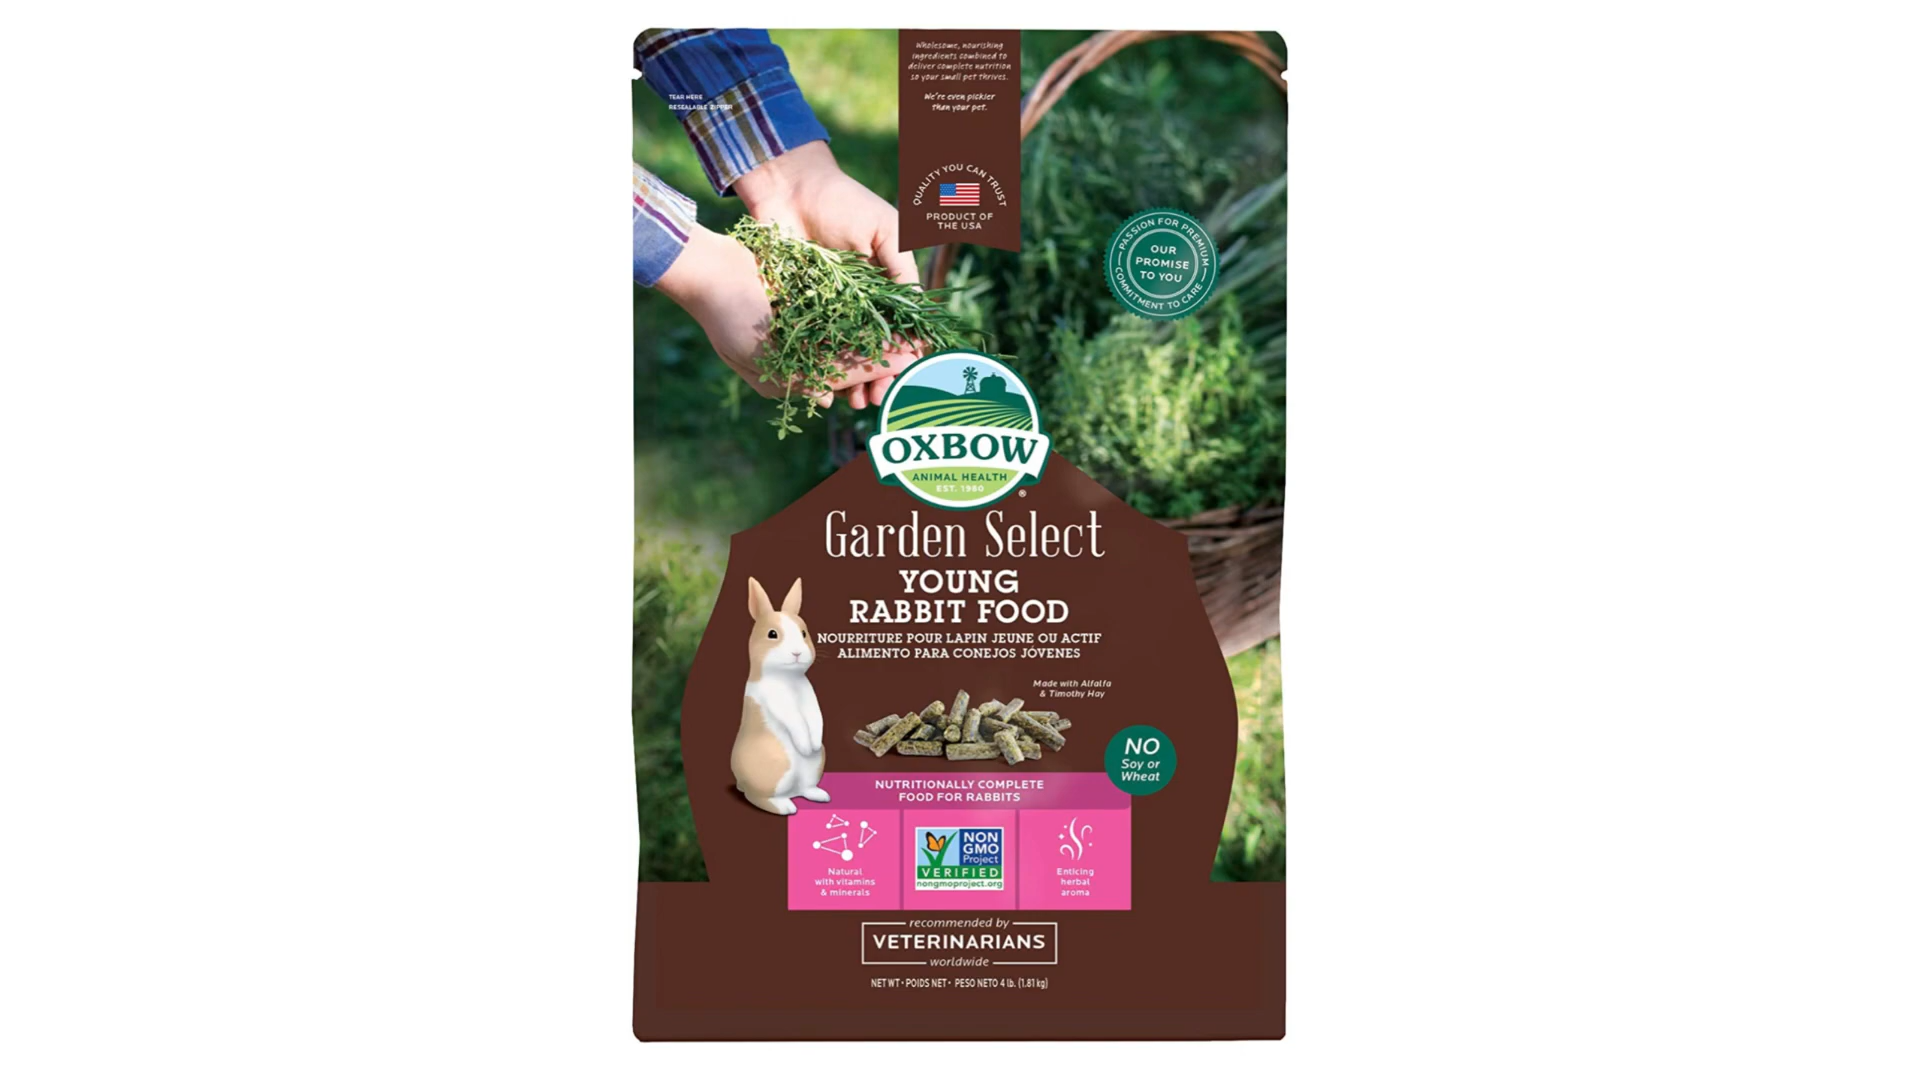 Wholesome, nourishing
ingredients combined to
deliver complete nutrition
so your small pet thrives.
We're even pickier
than your pet.
TEAR HERE
RESEALABLE ZIPPER
QUALITY YOU CAN TRUST
PRODUCT OF
THE USA
PASSION FOR PREMIUM
OUR
PROMISE
TO YOU
COMMITMENT TO CARE
OXBOW
ANIMAL HEALTH
EST. 1980
®
Garden Select
YOUNG
RABBIT FOOD
NOURRITURE POUR LAPIN JEUNE OU ACTIF
ALIMENTO PARA CONEJOS JÓVENES
Made with Alfalfa
& Timothy Hay
NO
Soy or
Wheat
NUTRITIONALLY COMPLETE
FOOD FOR RABBITS
Natural
with vitamins
& minerals
NON
GMO
Project
VERIFIED
nongmoproject.org
Enticing
herbal
aroma
recommended by
VETERINARIANS
worldwide
NET WT • POIDS NET • PESO NETO 4 lb. (1.81 kg)